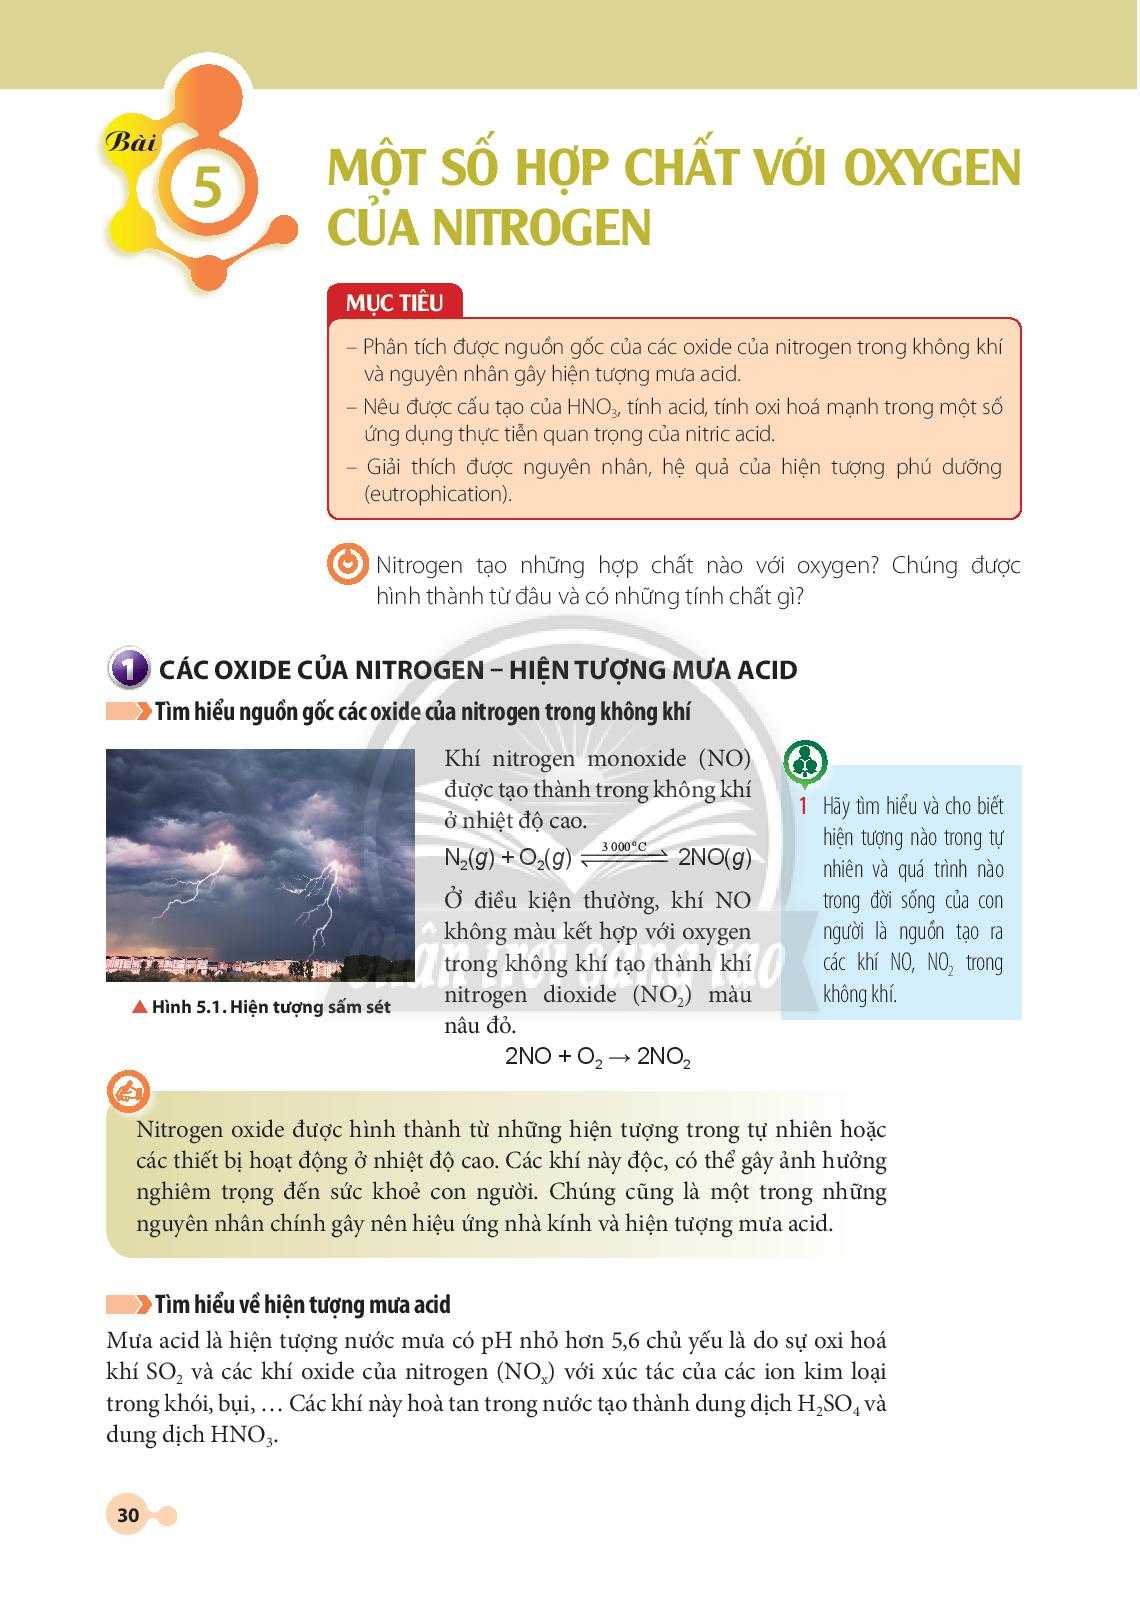 Bài
5
MỘT SỐ HỢP CHẤT VỚI OXYGEN
CỦA NITROGEN
MỤC TIÊU
– Phân tích được nguồn gốc của các oxide của nitrogen trong không khí
và nguyên nhân gây hiện tượng mưa acid.
– Nêu được cấu tạo của HNO₃, tính acid, tính oxi hoá mạnh trong một số
ứng dụng thực tiễn quan trọng của nitric acid.
– Giải thích được nguyên nhân, hệ quả của hiện tượng phú dưỡng
(eutrophication).
Nitrogen tạo những hợp chất nào với oxygen? Chúng được
hình thành từ đâu và có những tính chất gì?
1 CÁC OXIDE CỦA NITROGEN – HIỆN TƯỢNG MƯA ACID
Tìm hiểu nguồn gốc các oxide của nitrogen trong không khí
▲ Hình 5.1. Hiện tượng sấm sét
Khí nitrogen monoxide (NO)
được tạo thành trong không khí
ở nhiệt độ cao.
3 000°C
N₂(g) + O₂(g) ⇌ 2NO(g)
Ở điều kiện thường, khí NO
không màu kết hợp với oxygen
trong không khí tạo thành khí
nitrogen dioxide (NO₂) màu
nâu đỏ.
2NO + O₂ → 2NO₂
1 Hãy tìm hiểu và cho biết
hiện tượng nào trong tự
nhiên và quá trình nào
trong đời sống của con
người là nguồn tạo ra
các khí NO, NO₂ trong
không khí.
Chân trời sáng tạo
Nitrogen oxide được hình thành từ những hiện tượng trong tự nhiên hoặc
các thiết bị hoạt động ở nhiệt độ cao. Các khí này độc, có thể gây ảnh hưởng
nghiêm trọng đến sức khoẻ con người. Chúng cũng là một trong những
nguyên nhân chính gây nên hiệu ứng nhà kính và hiện tượng mưa acid.
Tìm hiểu về hiện tượng mưa acid
Mưa acid là hiện tượng nước mưa có pH nhỏ hơn 5,6 chủ yếu là do sự oxi hoá
khí SO₂ và các khí oxide của nitrogen (NOₓ) với xúc tác của các ion kim loại
trong khói, bụi, … Các khí này hoà tan trong nước tạo thành dung dịch H₂SO₄ và
dung dịch HNO₃.
30